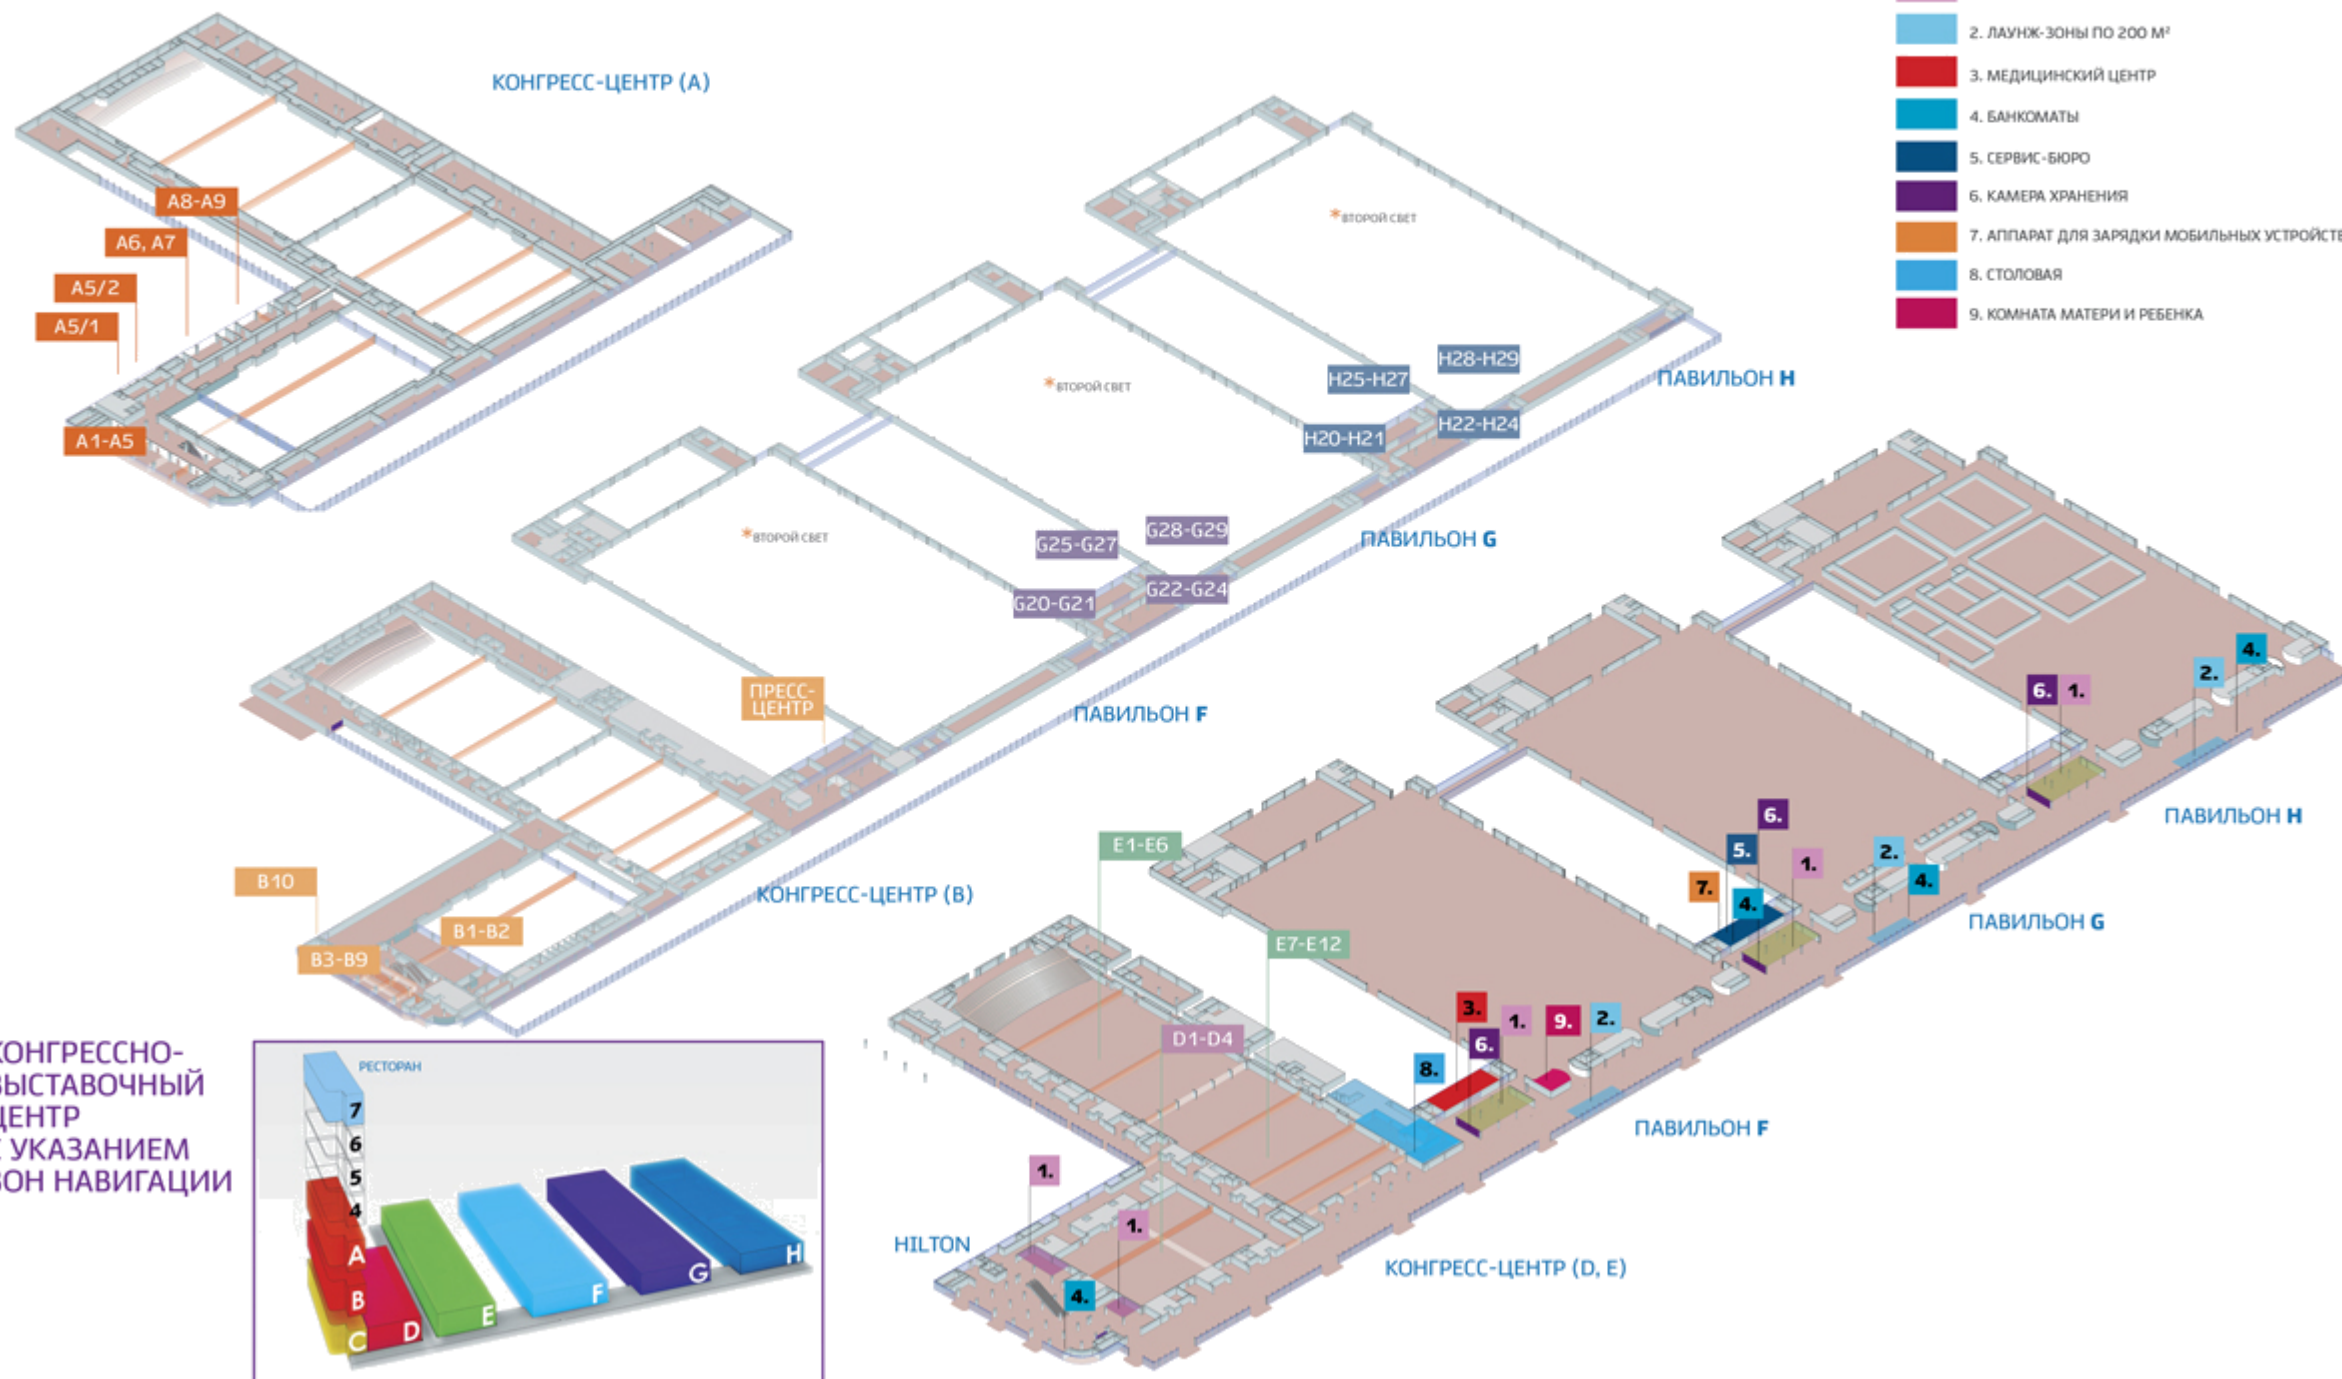 КОНГРЕСС-ЦЕНТР (A)
A8-A9
A6, A7
A5/2
A5/1
A1-A5
2. ЛАУНЖ-ЗОНЫ ПО 200 М²
3. МЕДИЦИНСКИЙ ЦЕНТР
4. БАНКОМАТЫ
5. СЕРВИС-БЮРО
6. КАМЕРА ХРАНЕНИЯ
7. АППАРАТ ДЛЯ ЗАРЯДКИ МОБИЛЬНЫХ УСТРОЙСТВ
8. СТОЛОВАЯ
9. КОМНАТА МАТЕРИ И РЕБЕНКА
*ВТОРОЙ СВЕТ
H28-H29
H25-H27
H22-H24
H20-H21
ПАВИЛЬОН H
*ВТОРОЙ СВЕТ
G28-G29
G25-G27
G22-G24
G20-G21
ПАВИЛЬОН G
*ВТОРОЙ СВЕТ
ПРЕСС-
ЦЕНТР
ПАВИЛЬОН F
B10
B1-B2
B3-B9
КОНГРЕСС-ЦЕНТР (B)
4.
2.
6.
1.
ПАВИЛЬОН H
6.
5.
1.
2.
4.
7.
4.
ПАВИЛЬОН G
E1-E6
E7-E12
D1-D4
3.
1.
9.
2.
6.
8.
ПАВИЛЬОН F
1.
1.
HILTON
4.
КОНГРЕСС-ЦЕНТР (D, E)
КОНГРЕССНО-
ВЫСТАВОЧНЫЙ
ЦЕНТР
С УКАЗАНИЕМ
ЗОН НАВИГАЦИИ
РЕСТОРАН
7
6
5
4
A
B
C
D
E
F
G
H